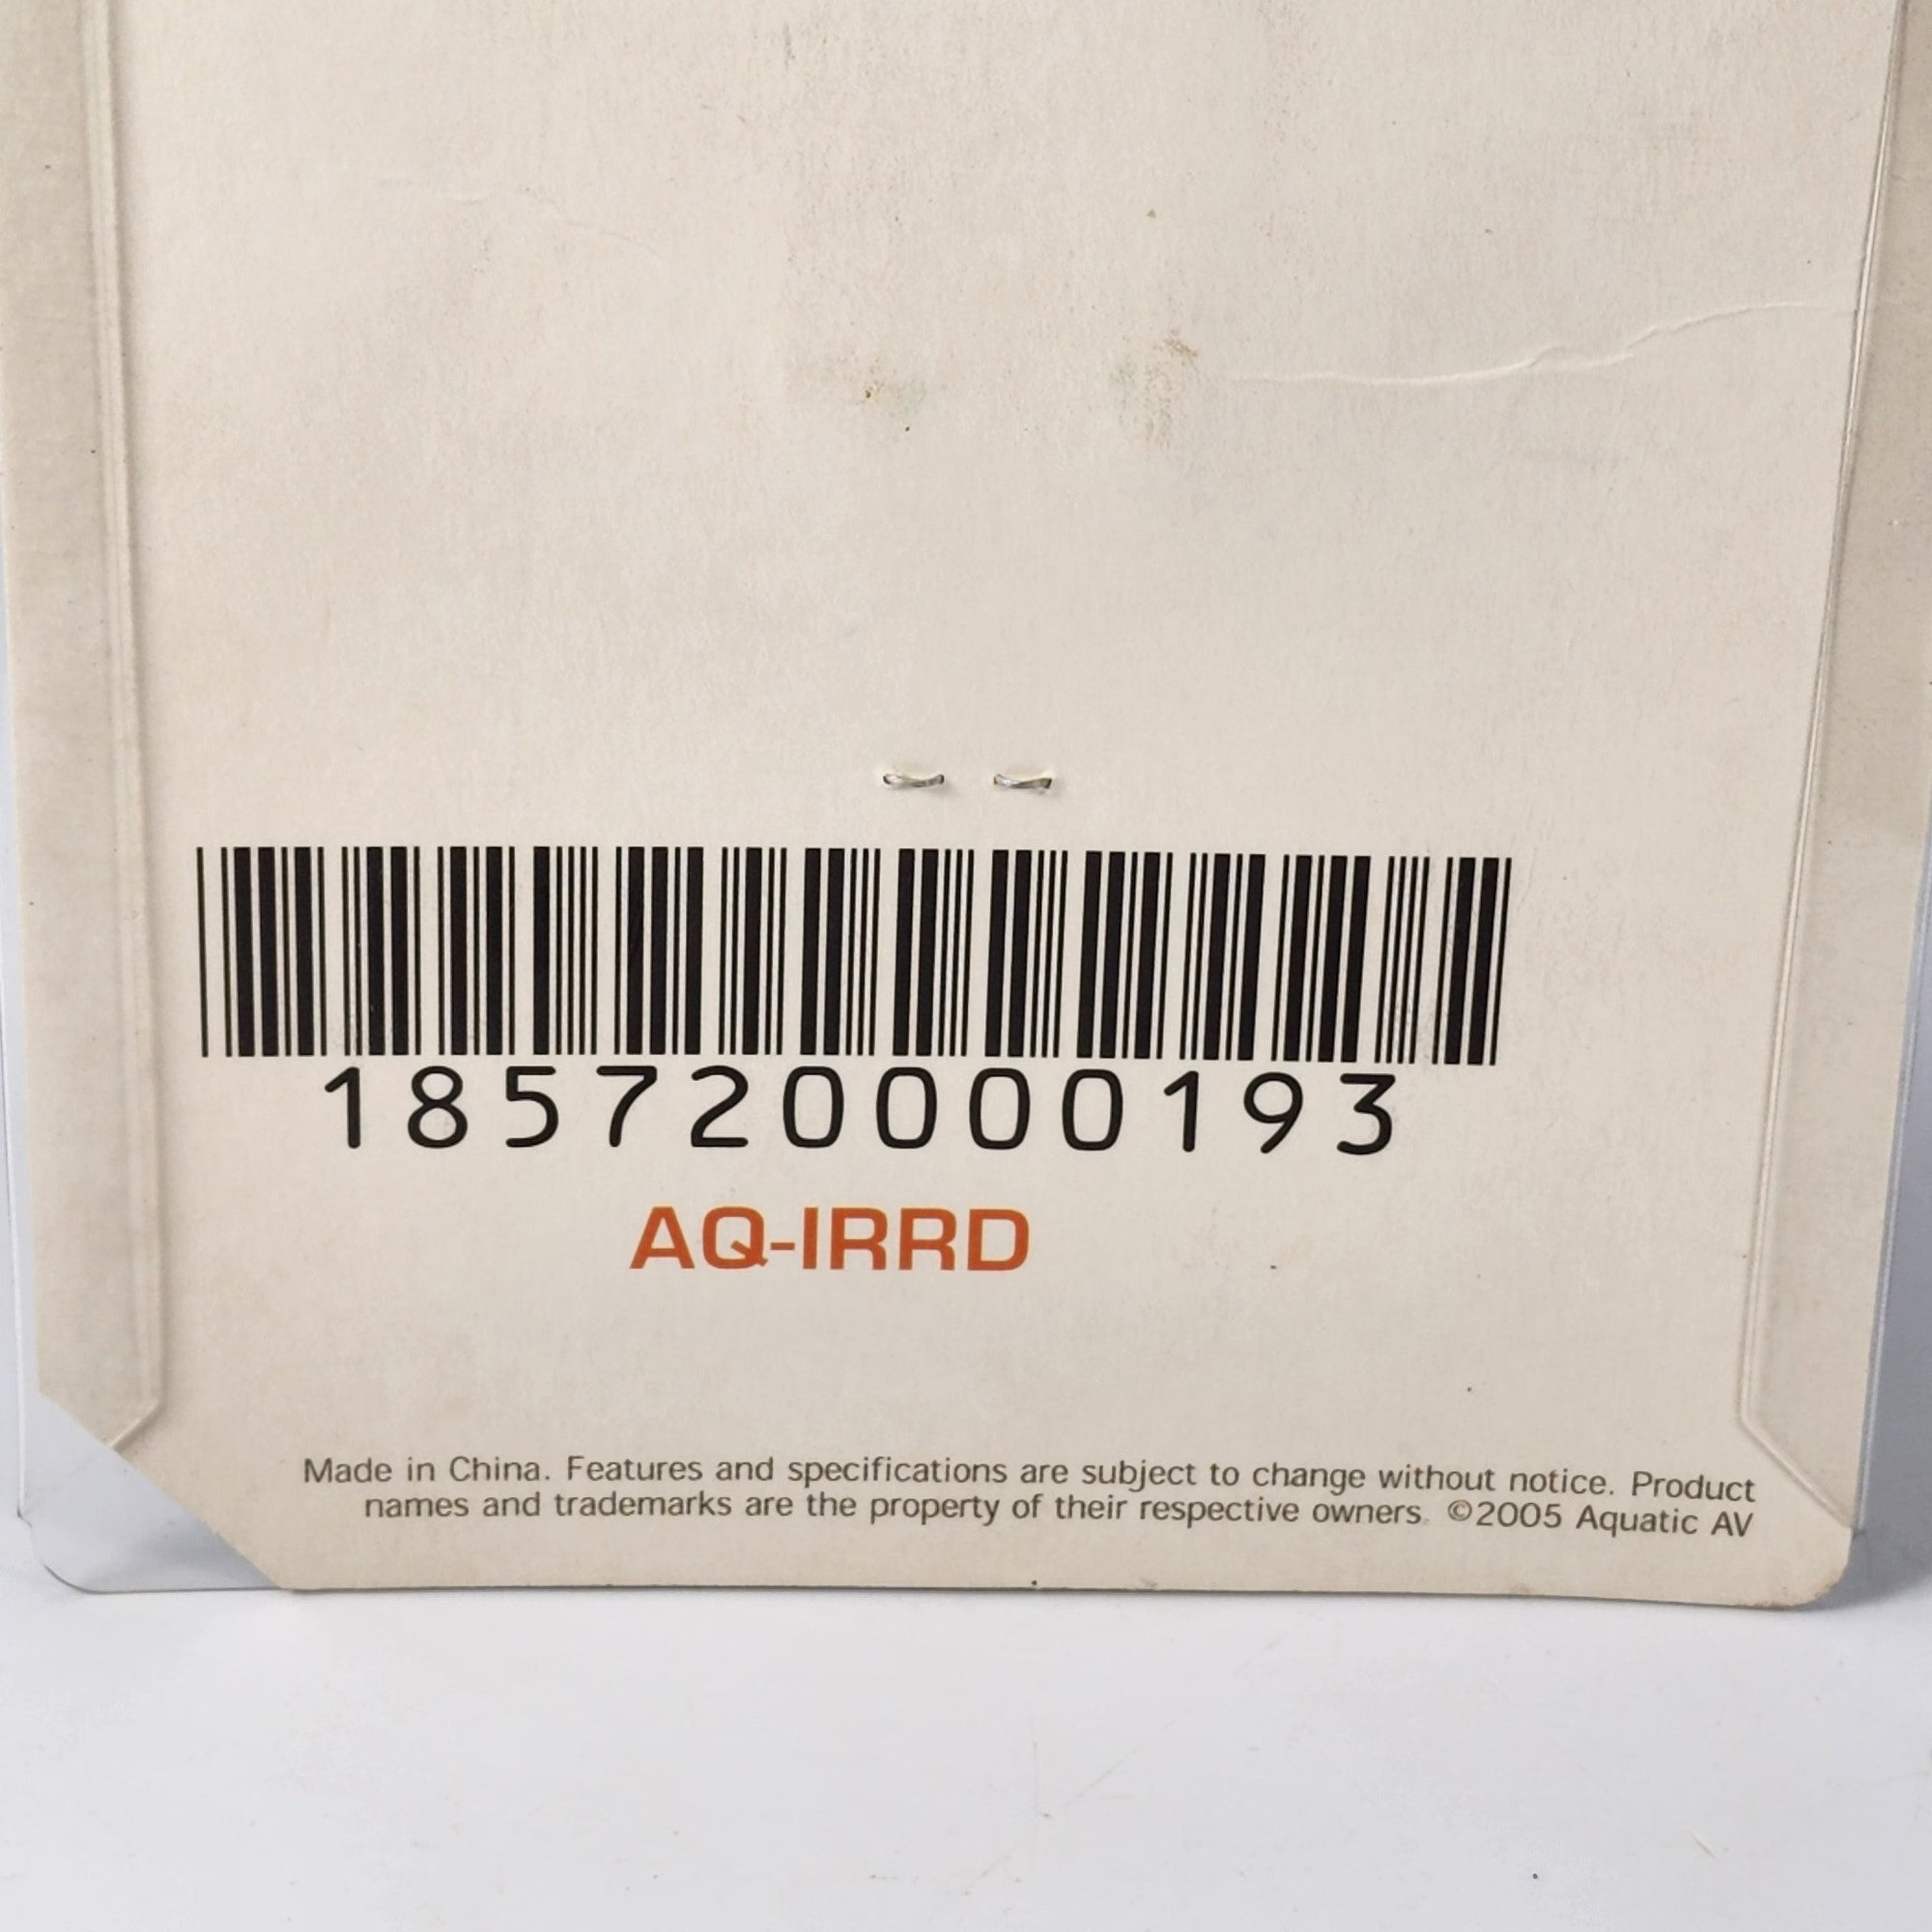 185720000193
AQ-IRRD
Made in China. Features and specifications are subject to change without notice. Product
names and trademarks are the property of their respective owners. ©2005 Aquatic AV